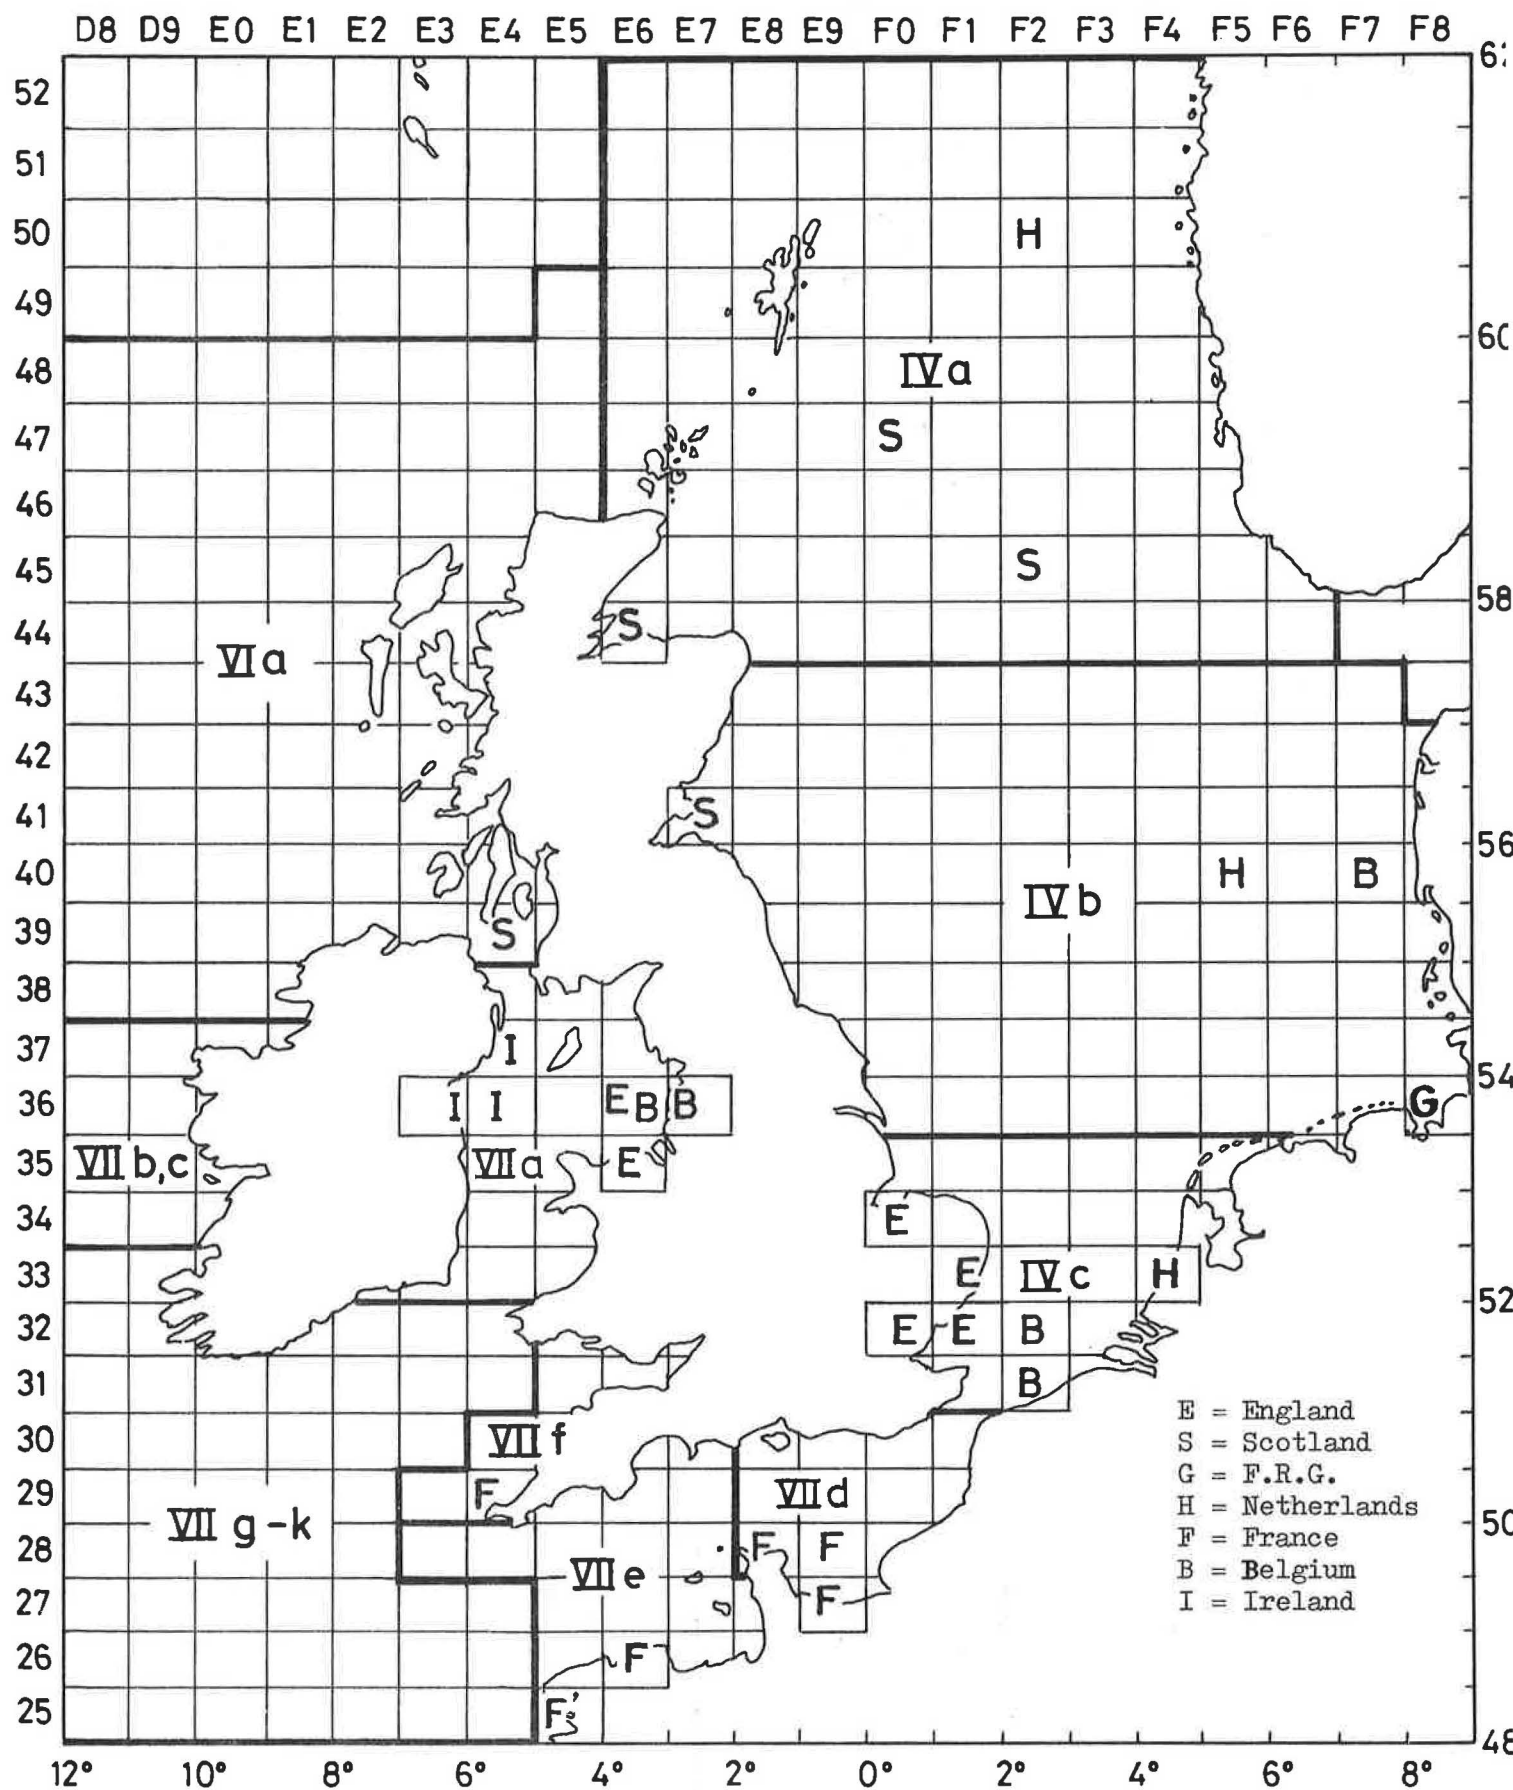 D8 D9 E0 E1 E2 E3 E4 E5 E6 E7 E8 E9 F0 F1 F2 F3 F4 F5 F6 F7 F8
52
51
50 H
49
60
48 IVa
47 S
46
45 S
58
44 S
VIa
43
42
41 S
56
40 H B
IVb
39 S
38
37 I
54
36 I I E B B G
35 VIIb,c VIIa E
34 E
33 E IVc H
52
32 E E B
31 B
E = England
30 VIIf
S = Scotland
29 F VIId
G = F.R.G.
H = Netherlands
VII g-k
50
28 F F
F = France
VIIe
B = Belgium
27 F
I = Ireland
26 F
25 F
48
12° 10° 8° 6° 4° 2° 0° 2° 4° 6° 8°